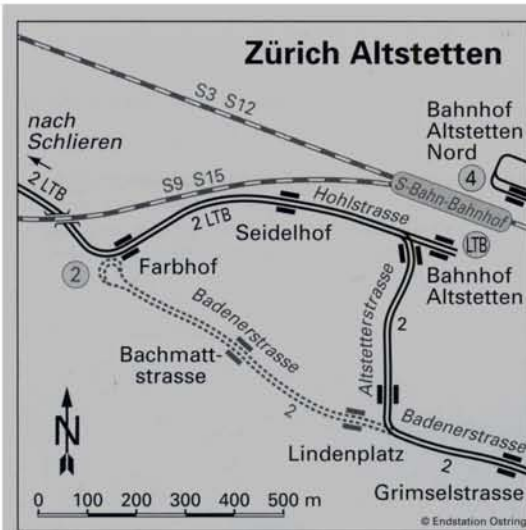 Zürich Altstetten
S3 S12
nach
Schlieren
2 LTB
S9 S15
2 LTB
Bahnhof
Altstetten
Nord
4
S-Bahn-Bahnhof
Hohlstrasse
LTB
Seidelhof
Bahnhof
Altstetten
Farbhof
2
Badenerstrasse
Altstetterstrasse
2
Bachmatt-
strasse
2
Badenerstrasse
Lindenplatz
2
Grimselstrasse
N
0 100 200 300 400 500 m
© Endstation Ostring